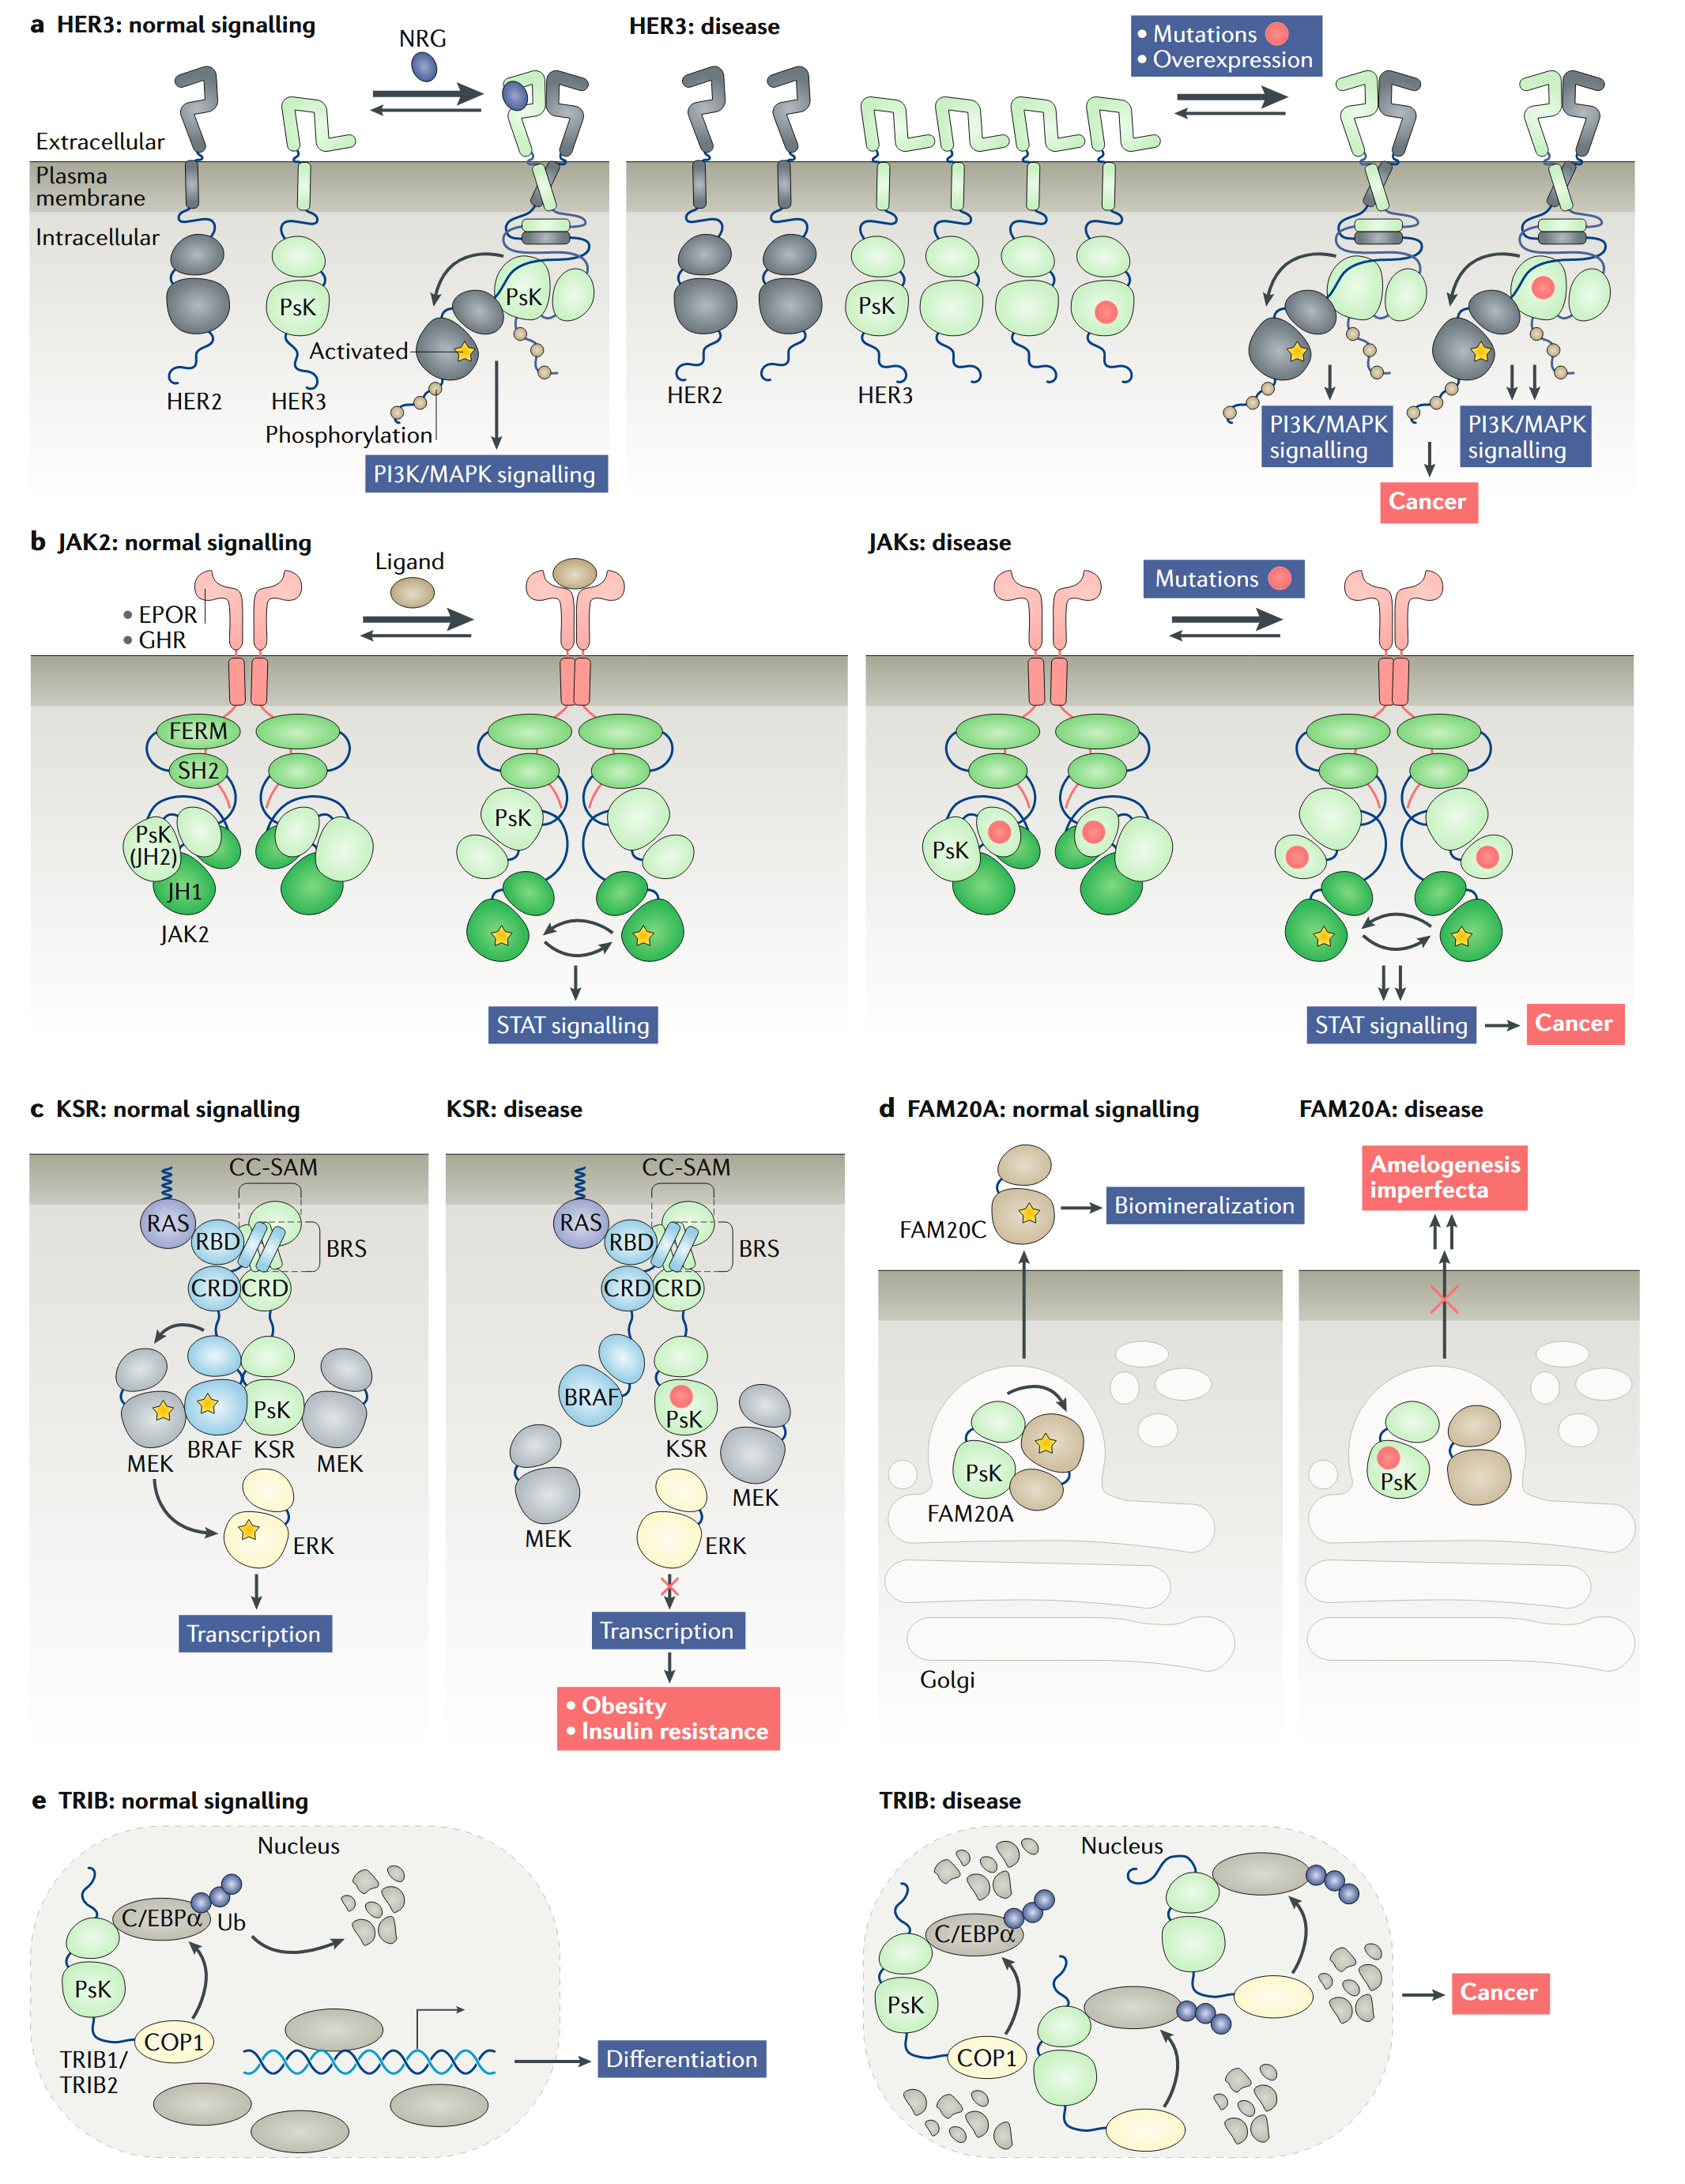 a HER3: normal signalling
NRG
Extracellular
Plasma
membrane
Intracellular
PsK
PsK
Activated
HER2
HER3
Phosphorylation
PI3K/MAPK signalling
HER3: disease
• Mutations
• Overexpression
PsK
HER2
HER3
PI3K/MAPK
signalling
PI3K/MAPK
signalling
Cancer
b JAK2: normal signalling
Ligand
• EPOR
• GHR
FERM
SH2
PsK
(JH2)
JH1
JAK2
PsK
STAT signalling
JAKs: disease
Mutations
PsK
STAT signalling
Cancer
c KSR: normal signalling
CC-SAM
RAS
RBD
BRS
CRD
CRD
PsK
MEK
BRAF
KSR
MEK
ERK
Transcription
KSR: disease
CC-SAM
RAS
RBD
BRS
CRD
CRD
BRAF
PsK
KSR
MEK
MEK
ERK
Transcription
• Obesity
• Insulin resistance
d FAM20A: normal signalling
FAM20C
Biomineralization
PsK
FAM20A
Golgi
FAM20A: disease
Amelogenesis
imperfecta
PsK
e TRIB: normal signalling
Nucleus
C/EBPα
Ub
PsK
COP1
TRIB1/
TRIB2
Differentiation
TRIB: disease
Nucleus
C/EBPα
PsK
COP1
Cancer